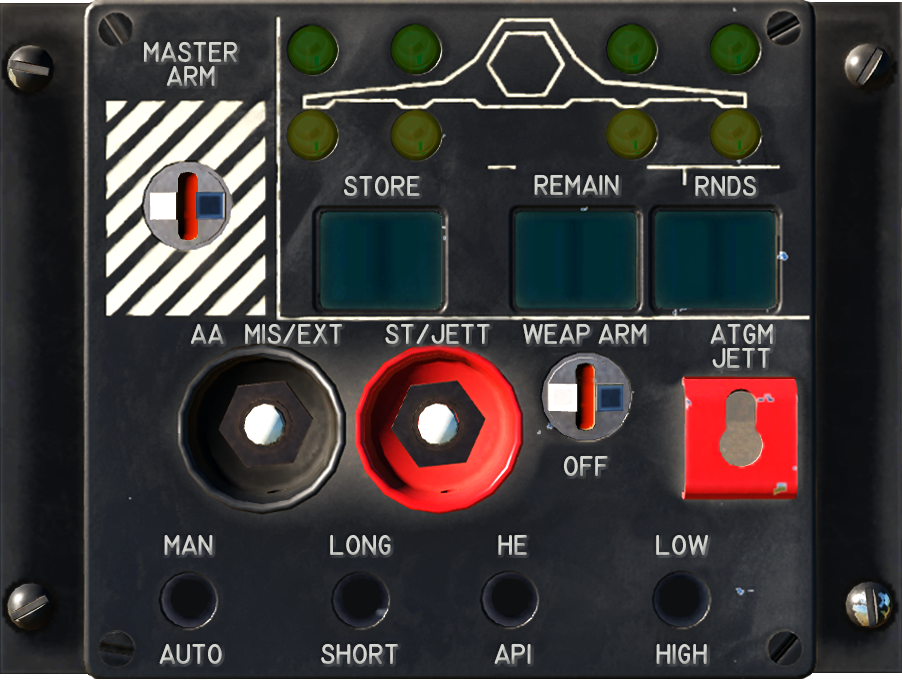 MASTER
ARM
STORE
REMAIN
RNDS
AA MIS/EXT
ST/JETT
WEAP ARM
ATGM
JETT
OFF
MAN
LONG
HE
LOW
AUTO
SHORT
API
HIGH